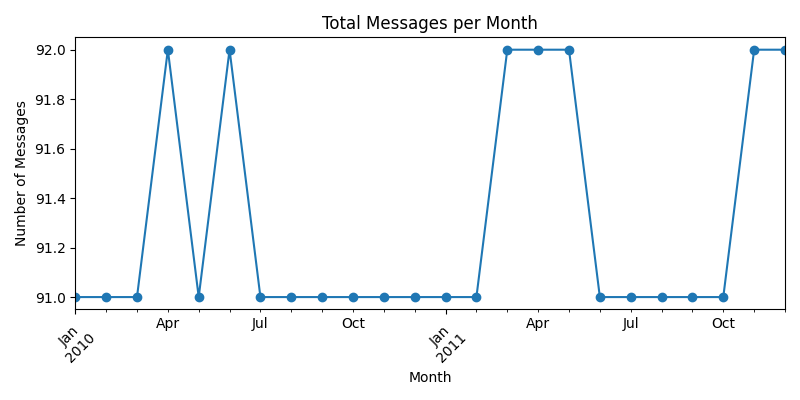 Total Messages per Month
Number of Messages
92.0
91.8
91.6
91.4
91.2
91.0
Jan
2010
Apr
Jul
Oct
Jan
2011
Apr
Jul
Oct
Month